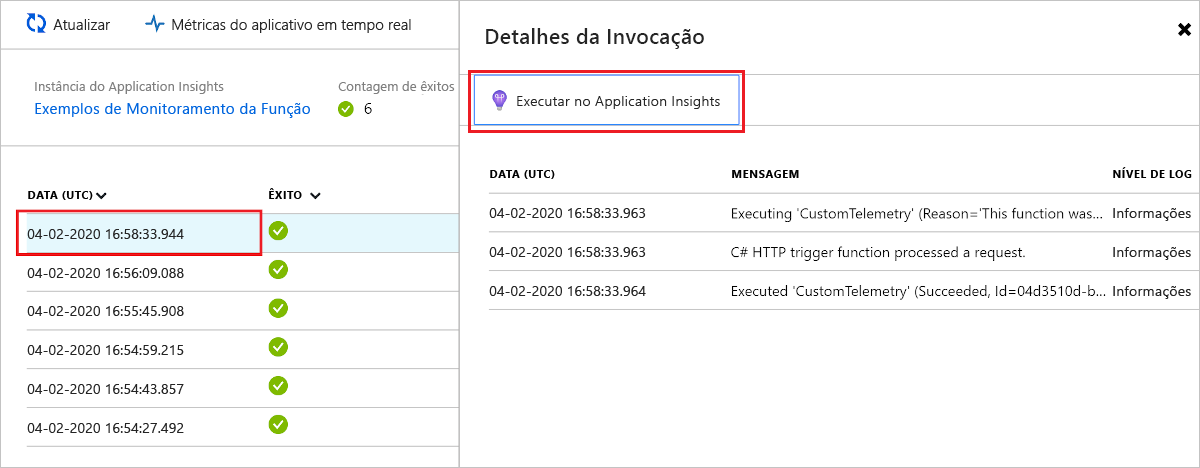 Atualizar Métricas do aplicativo em tempo real
Instância do Application Insights Contagem de êxitos
Exemplos de Monitoramento da Função 6
DATA (UTC) ÊXITO
04-02-2020 16:58:33.944
04-02-2020 16:56:09.088
04-02-2020 16:55:45.908
04-02-2020 16:54:59.215
04-02-2020 16:54:43.857
04-02-2020 16:54:27.492
Detalhes da Invocação
Executar no Application Insights
DATA (UTC) MENSAGEM NÍVEL DE LOG
04-02-2020 16:58:33.963 Executing 'CustomTelemetry' (Reason='This function was... Informações
04-02-2020 16:58:33.963 C# HTTP trigger function processed a request. Informações
04-02-2020 16:58:33.964 Executed 'CustomTelemetry' (Succeeded, Id=04d3510d-b... Informações